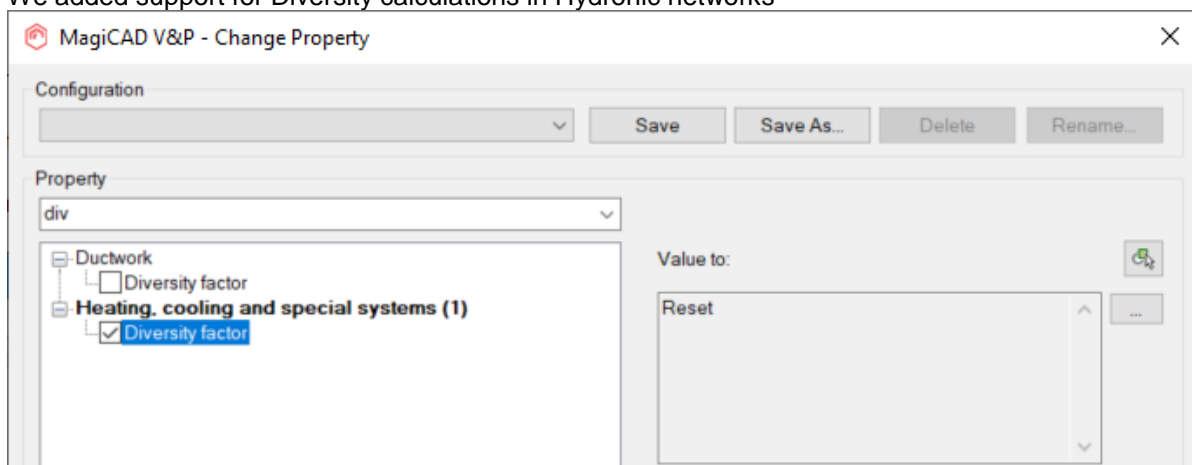 We added support for Diversity calculations in Hydronic networks
MagiCAD V&P - Change Property
Configuration
Save
Save As...
Delete
Rename...
Property
div
Ductwork
Diversity factor
Heating, cooling and special systems (1)
Diversity factor
Value to:
Reset
...